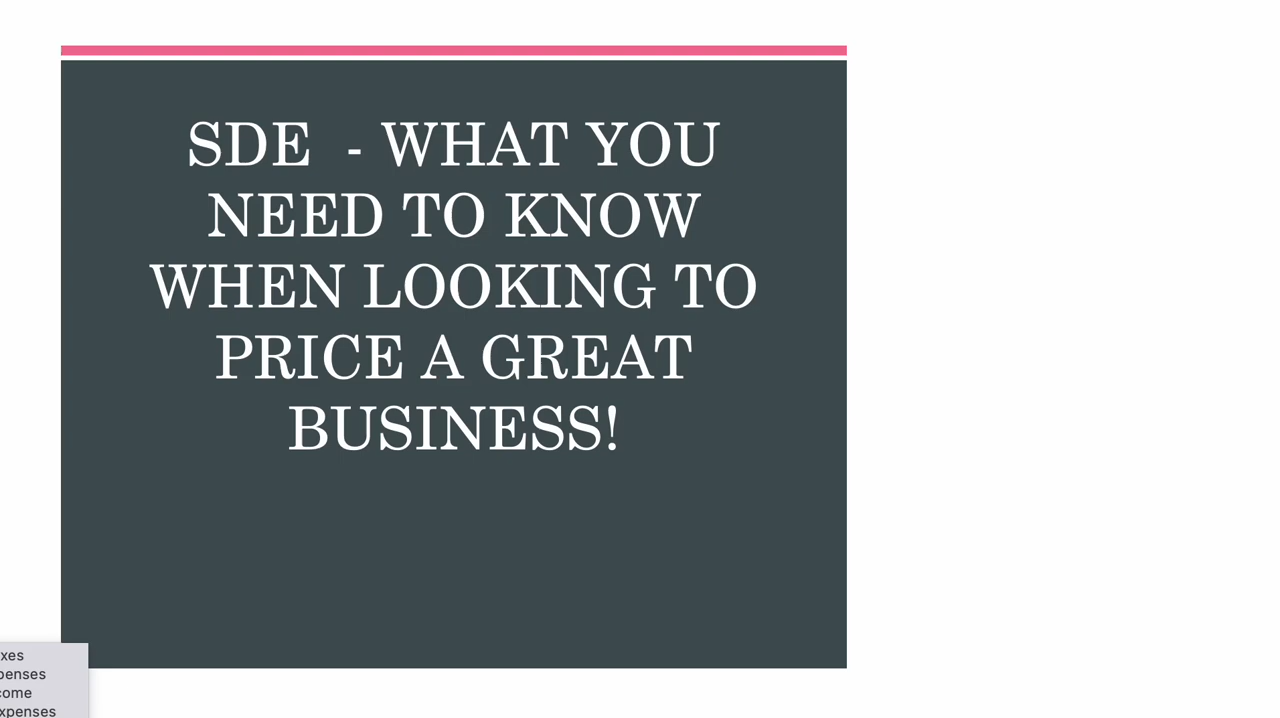 SDE - WHAT YOU
NEED TO KNOW
WHEN LOOKING TO
PRICE A GREAT
BUSINESS!
xes
penses
come
xpenses